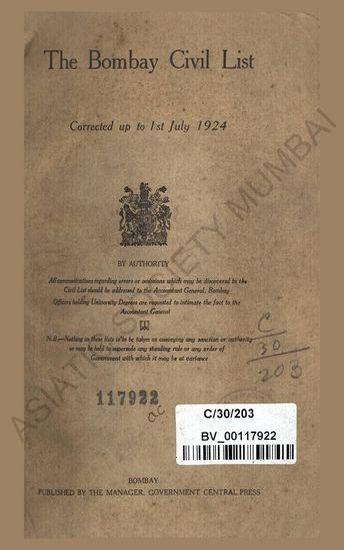 The Bombay Civil List
Corrected up to 1st July 1924
BY AUTHORITY
All communications regarding errors or omissions which may be discovered in the
Civil List should be addressed to the Accountant General, Bombay
Officers holding University Degrees are requested to intimate the fact to the
Accountant General
N.B.—Nothing in these lists is to be taken as conveying any sanction or authority
or may be held to supersede any standing rule or any order of
Government with which it may be at variance
C
30
203
117922
C/30/203
BV_00117922
BOMBAY
PUBLISHED BY THE MANAGER, GOVERNMENT CENTRAL PRESS
ASIATIC SOCIETY MUMBAI